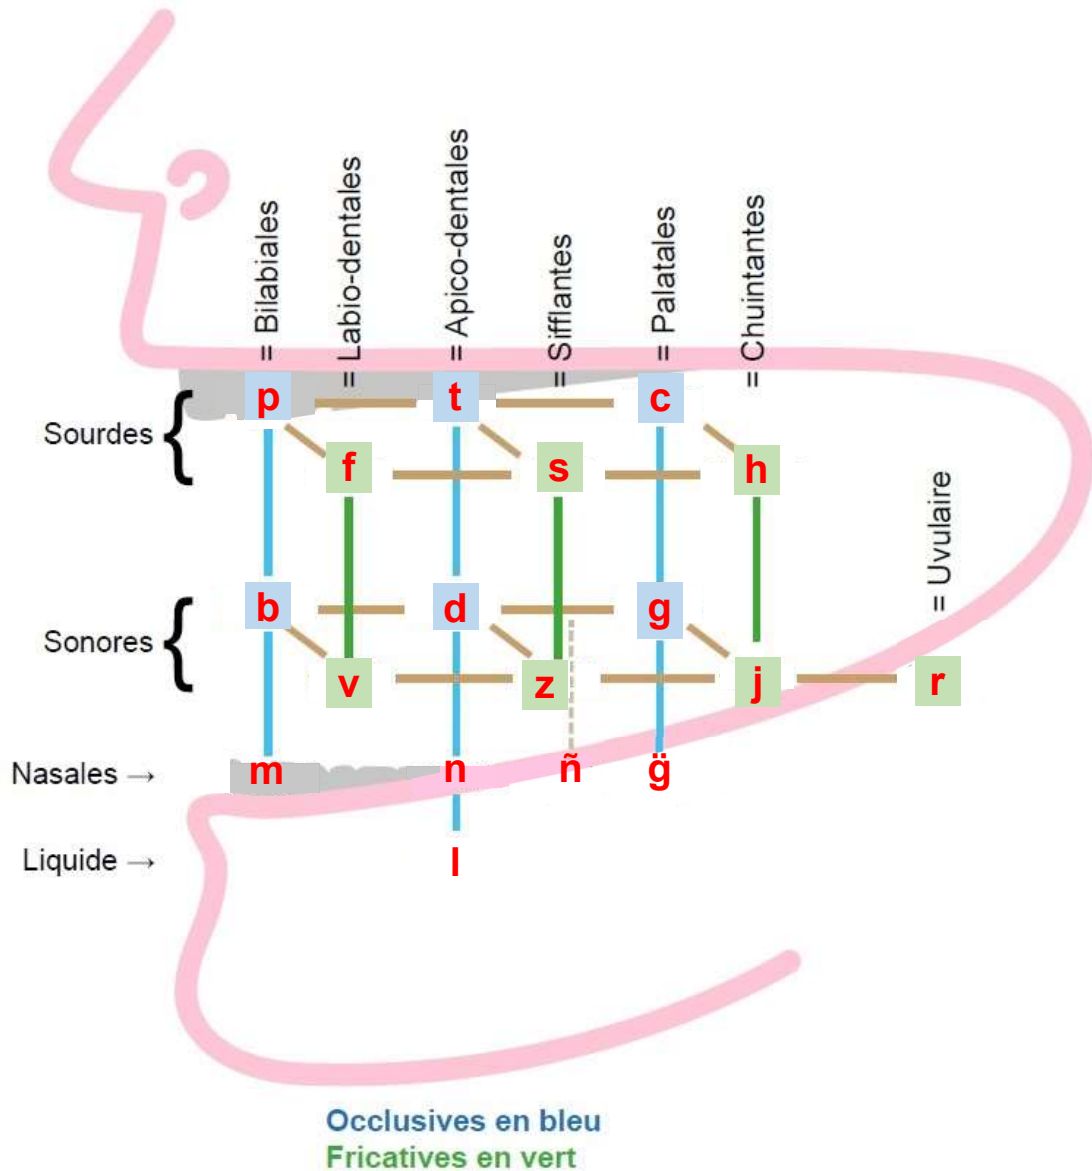 = Bilabiales
= Labio-dentales
= Apico-dentales
= Sifflantes
= Palatales
= Chuintantes
= Uvulaire
p t c
Sourdes {
f s h
b d g
Sonores {
v z j r
Nasales → m n ñ g̈
Liquide → l
Occlusives en bleu
Fricatives en vert